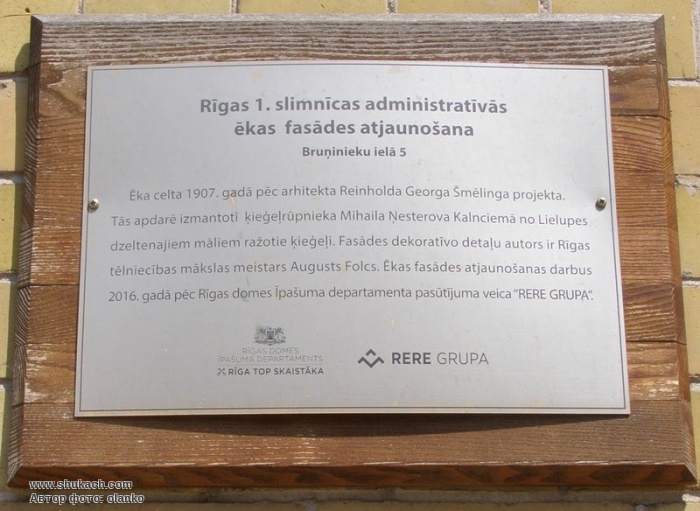 Rīgas 1. slimnīcas administratīvās
ēkas fasādes atjaunošana
Bruņinieku ielā 5
Ēka celta 1907. gadā pēc arhitekta Reinholda Georga Šmēlinga projekta.
Tās apdarē izmantoti ķieģeļrūpnieka Mihaila Ņesterova Kalnciemā no Lielupes
dzeltenajiem māliem ražotie ķieģeļi. Fasādes dekoratīvo detaļu autors ir Rīgas
tēlniecības mākslas meistars Augusts Folcs. Ēkas fasādes atjaunošanas darbus
2016. gadā pēc Rīgas domes Īpašuma departamenta pasūtījuma veica "RERE GRUPA".
RĪGAS DOMES
ĪPAŠUMA DEPARTAMENTS
RĪGA TOP SKAISTĀKA
RERE GRUPA
www.shukach.com
Автор фото: olanko